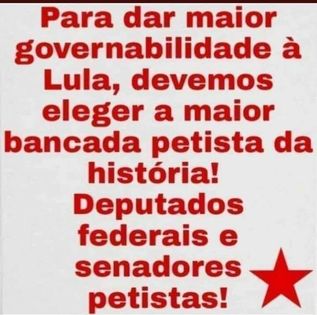 Para dar maior
governabilidade à
Lula, devemos
eleger a maior
bancada petista da
história!
Deputados
federais e
senadores
petistas!